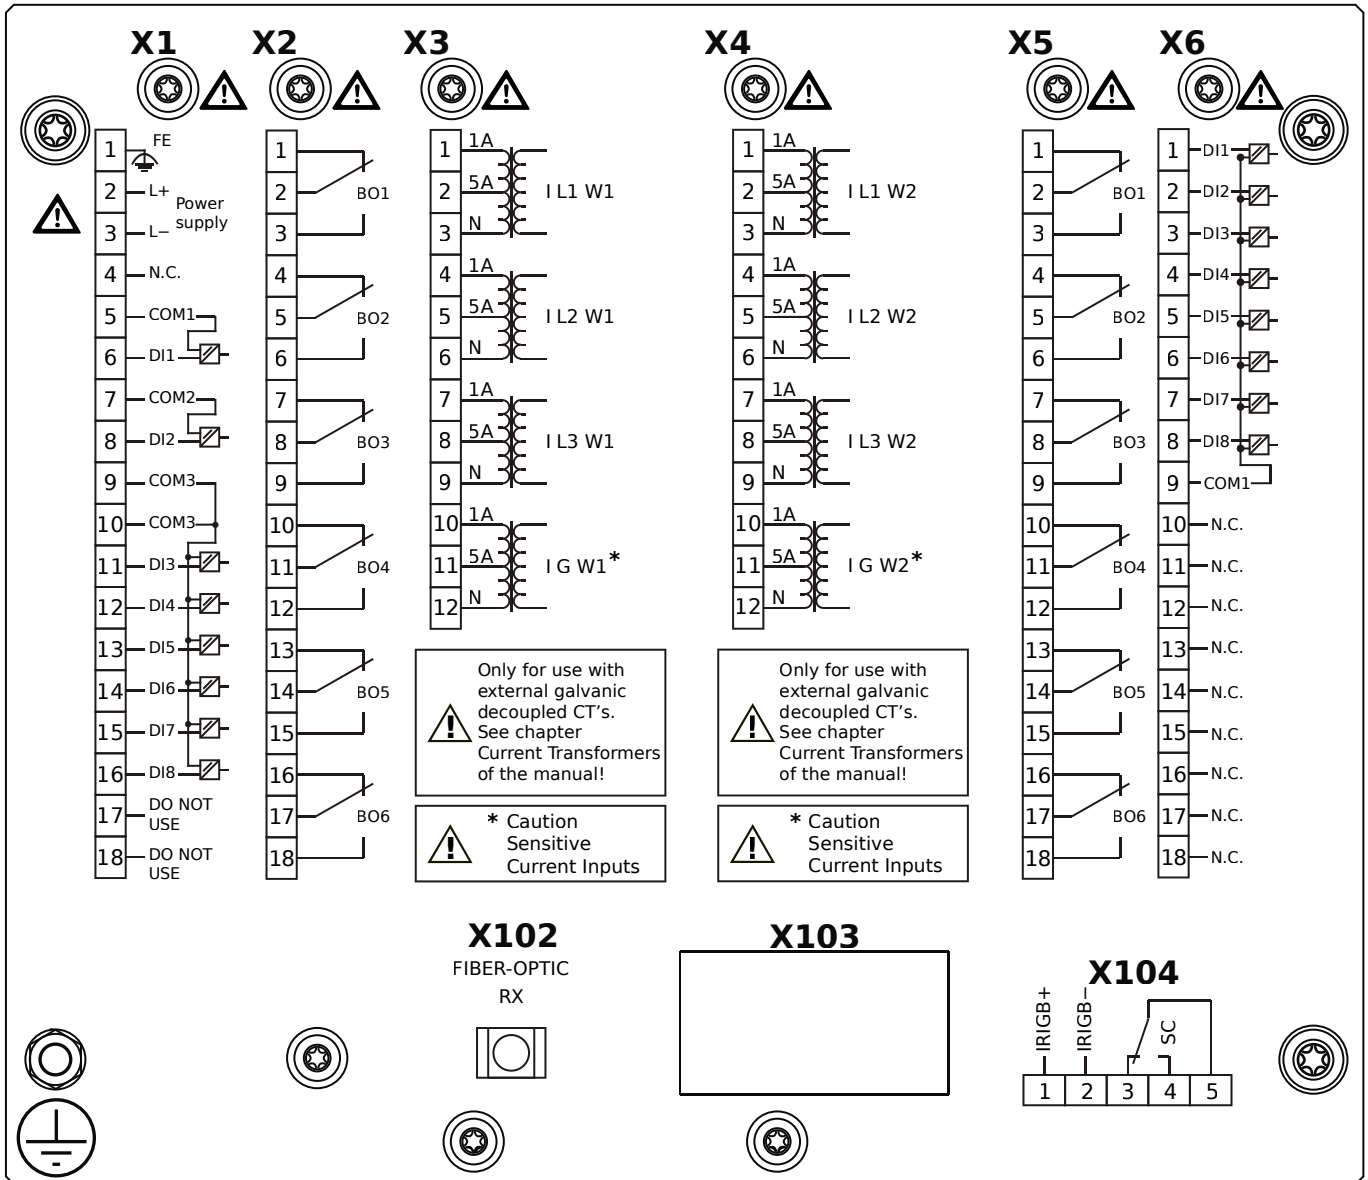 X1
X2
X3
X4
X5
X6
1 FE
2 L+
Power
supply
3 L−
4 N.C.
5 COM1
6 DI1
7 COM2
8 DI2
9 COM3
10 COM3
11 DI3
12 DI4
13 DI5
14 DI6
15 DI7
16 DI8
17 DO NOT
USE
18 DO NOT
USE
1
2 BO1
3
4
5 BO2
6
7
8 BO3
9
10
11 BO4
12
13
14 BO5
15
16
17 BO6
18
1 1A
2 5A I L1 W1
3 N
4 1A
5 5A I L2 W1
6 N
7 1A
8 5A I L3 W1
9 N
10 1A
11 5A I G W1*
12 N
Only for use with
external galvanic
decoupled CT’s.
See chapter
Current Transformers
of the manual!
* Caution
Sensitive
Current Inputs
1 1A
2 5A I L1 W2
3 N
4 1A
5 5A I L2 W2
6 N
7 1A
8 5A I L3 W2
9 N
10 1A
11 5A I G W2*
12 N
Only for use with
external galvanic
decoupled CT’s.
See chapter
Current Transformers
of the manual!
* Caution
Sensitive
Current Inputs
1
2 BO1
3
4
5 BO2
6
7
8 BO3
9
10
11 BO4
12
13
14 BO5
15
16
17 BO6
18
1 DI1
2 DI2
3 DI3
4 DI4
5 DI5
6 DI6
7 DI7
8 DI8
9 COM1
10 N.C.
11 N.C.
12 N.C.
13 N.C.
14 N.C.
15 N.C.
16 N.C.
17 N.C.
18 N.C.
X102
FIBER-OPTIC
RX
X103
X104
IRIGB+
IRIGB−
SC
1 2 3 4 5